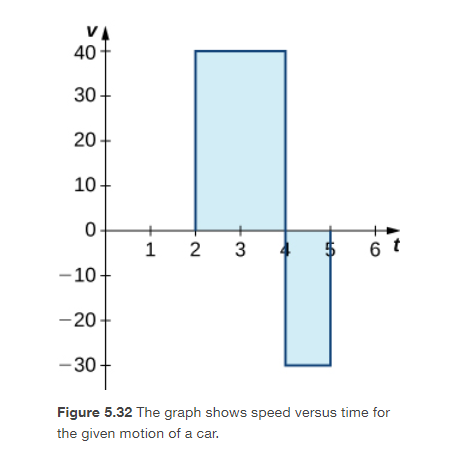 v
40
30
20
10
0
1 2 3 4 5 6 t
−10
−20
−30
Figure 5.32 The graph shows speed versus time for
the given motion of a car.